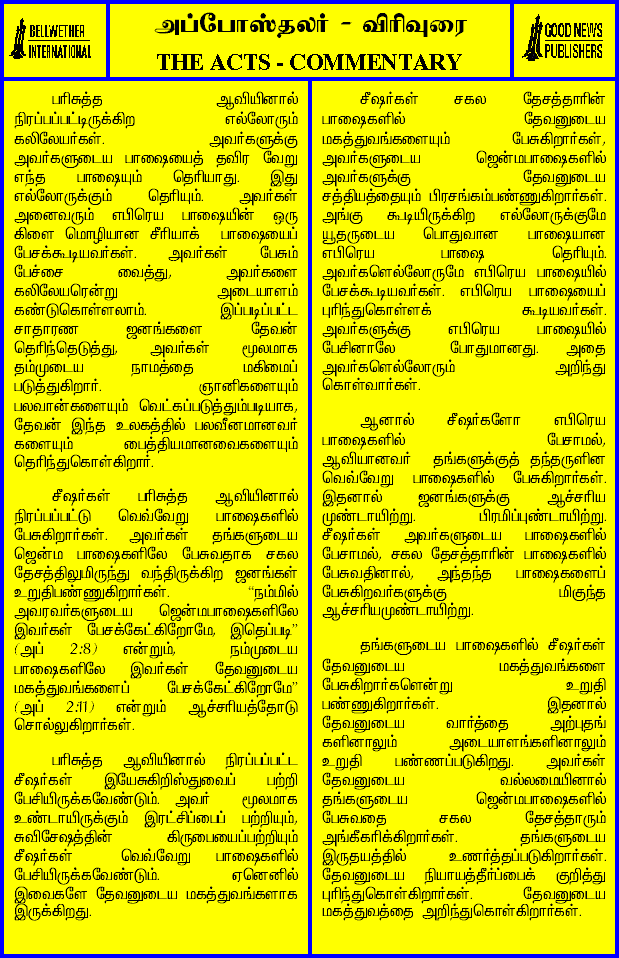 BELLWETHER
INTERNATIONAL
அப்போஸ்தலர் - விரிவுரை
THE ACTS - COMMENTARY
GOOD NEWS
PUBLISHERS
பரிசுத்த ஆவியினால்
நிரப்பப்பட்டிருக்கிற எல்லோரும்
கலிலேயர்கள். அவர்களுக்கு
அவர்களுடைய பாஷையைத் தவிர வேறு
எந்த பாஷையும் தெரியாது. இது
எல்லோருக்கும் தெரியும். அவர்கள்
அனைவரும் எபிரெய பாஷையின் ஒரு
கிளை மொழியான சீரியாக் பாஷையைப்
பேசக்கூடியவர்கள். அவர்கள் பேசும்
பேச்சை வைத்து, அவர்களை
கலிலேயரென்று அடையாளம்
கண்டுகொள்ளலாம். இப்படிப்பட்ட
சாதாரண ஜனங்களை தேவன்
தெரிந்தெடுத்து, அவர்கள் மூலமாக
தம்முடைய நாமத்தை மகிமைப்
படுத்துகிறார். ஞானிகளையும்
பலவான்களையும் வெட்கப்படுத்தும்படியாக,
தேவன் இந்த உலகத்தில் பலவீனமானவர்
களையும் பைத்தியமானவைகளையும்
தெரிந்துகொள்கிறார்.
சீஷர்கள் பரிசுத்த ஆவியினால்
நிரப்பப்பட்டு வெவ்வேறு பாஷைகளில்
பேசுகிறார்கள். அவர்கள் தங்களுடைய
ஜென்ம பாஷைகளிலே பேசுவதாக சகல
தேசத்திலுமிருந்து வந்திருக்கிற ஜனங்கள்
உறுதிபண்ணுகிறார்கள். “நம்மில்
அவரவர்களுடைய ஜென்மபாஷைகளிலே
இவர்கள் பேசக்கேட்கிறோமே, இதெப்படி”
(அப் 2:8) என்றும், நம்முடைய
பாஷைகளிலே இவர்கள் தேவனுடைய
மகத்துவங்களைப் பேசக்கேட்கிறோமே”
(அப் 2:11) என்றும் ஆச்சரியத்தோடு
சொல்லுகிறார்கள்.
பரிசுத்த ஆவியினால் நிரப்பப்பட்ட
சீஷர்கள் இயேசுகிறிஸ்துவைப் பற்றி
பேசியிருக்கவேண்டும். அவர் மூலமாக
உண்டாயிருக்கும் இரட்சிப்பைப் பற்றியும்,
சுவிசேஷத்தின் கிருபையைப்பற்றியும்
சீஷர்கள் வெவ்வேறு பாஷைகளில்
பேசியிருக்கவேண்டும். ஏனெனில்
இவைகளே தேவனுடைய மகத்துவங்களாக
இருக்கிறது.
சீஷர்கள் சகல தேசத்தாரின்
பாஷைகளில் தேவனுடைய
மகத்துவங்களையும் பேசுகிறார்கள்,
அவர்களுடைய ஜென்மபாஷைகளில்
அவர்களுக்கு தேவனுடைய
சத்தியத்தையும் பிரசங்கம்பண்ணுகிறார்கள்.
அங்கு கூடியிருக்கிற எல்லோருக்குமே
யூதருடைய பொதுவான பாஷையான
எபிரெய பாஷை தெரியும்.
அவர்களெல்லோருமே எபிரெய பாஷையில்
பேசக்கூடியவர்கள். எபிரெய பாஷையைப்
புரிந்துகொள்ளக் கூடியவர்கள்.
அவர்களுக்கு எபிரெய பாஷையில்
பேசினாலே போதுமானது. அதை
அவர்களெல்லோரும் அறிந்து
கொள்வார்கள்.
ஆனால் சீஷர்களோ எபிரெய
பாஷைகளில் பேசாமல்,
ஆவியானவர் தங்களுக்குத் தந்தருளின
வெவ்வேறு பாஷைகளில் பேசுகிறார்கள்.
இதனால் ஜனங்களுக்கு ஆச்சரிய
முண்டாயிற்று. பிரமிப்புண்டாயிற்று.
சீஷர்கள் அவர்களுடைய பாஷைகளில்
பேசாமல், சகல தேசத்தாரின் பாஷைகளில்
பேசுவதினால், அந்தந்த பாஷைகளைப்
பேசுகிறவர்களுக்கு மிகுந்த
ஆச்சரியமுண்டாயிற்று.
தங்களுடைய பாஷைகளில் சீஷர்கள்
தேவனுடைய மகத்துவங்களை
பேசுகிறார்களென்று உறுதி
பண்ணுகிறார்கள். இதனால்
தேவனுடைய வார்த்தை அற்புதங்
களினாலும் அடையாளங்களினாலும்
உறுதி பண்ணப்படுகிறது. அவர்கள்
தேவனுடைய வல்லமையினால்
தங்களுடைய ஜென்மபாஷைகளில்
பேசுவதை சகல தேசத்தாரும்
அங்கீகரிக்கிறார்கள். தங்களுடைய
இருதயத்தில் உணர்த்தப்படுகிறார்கள்.
தேவனுடைய நியாயத்தீர்ப்பைக் குறித்து
புரிந்துகொள்கிறார்கள். தேவனுடைய
மகத்துவத்தை அறிந்துகொள்கிறார்கள்.